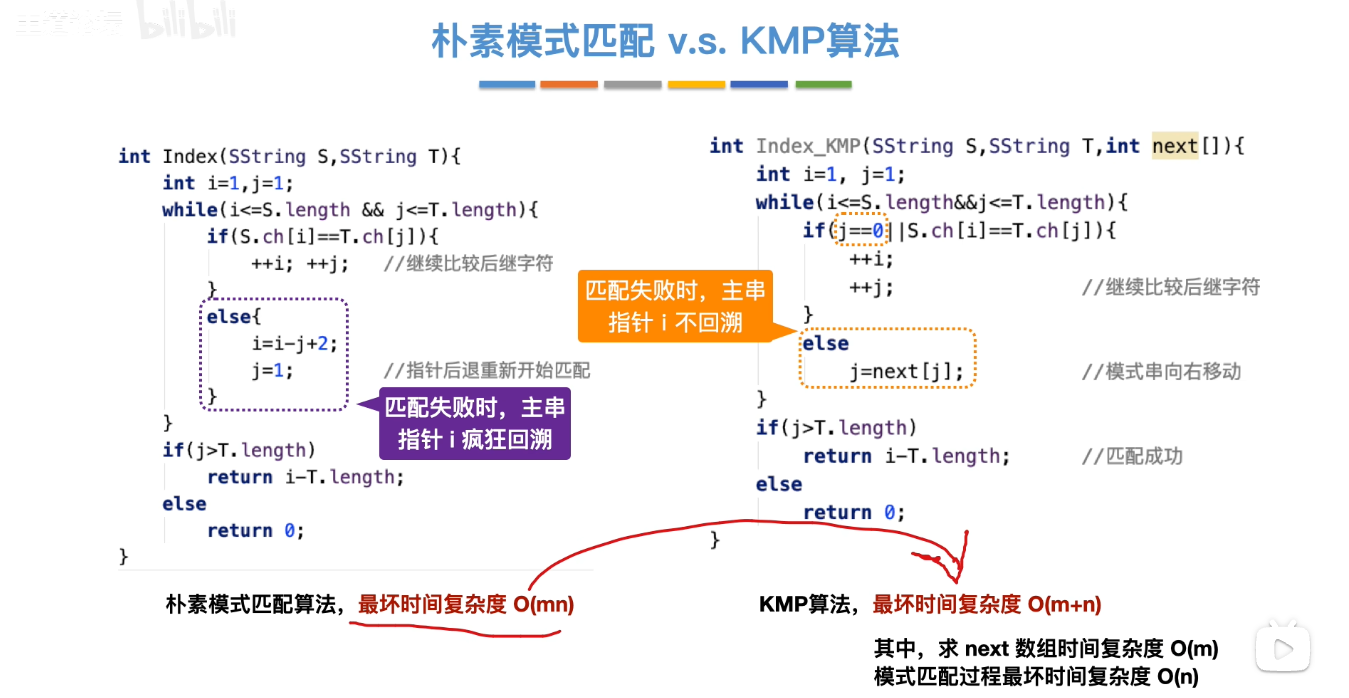 bilibili
朴素模式匹配 v.s. KMP算法
int Index(SString S,SString T){
    int i=1,j=1;
    while(i<=S.length && j<=T.length){
        if(S.ch[i]==T.ch[j]){
            ++i; ++j;   //继续比较后继字符
        }
        else{
            i=i-j+2;
            j=1;        //指针后退重新开始匹配
        }
    }
    if(j>T.length)
        return i-T.length;
    else
        return 0;
}
匹配失败时，主串
指针 i 疯狂回溯
朴素模式匹配算法，最坏时间复杂度 O(mn)
int Index_KMP(SString S,SString T,int next[]){
    int i=1, j=1;
    while(i<=S.length&&j<=T.length){
        if(j==0||S.ch[i]==T.ch[j]){
            ++i;
            ++j;                //继续比较后继字符
        }
        else
            j=next[j];          //模式串向右移动
    }
    if(j>T.length)
        return i-T.length;      //匹配成功
    else
        return 0;
}
匹配失败时，主串
指针 i 不回溯
KMP算法，最坏时间复杂度 O(m+n)
其中，求 next 数组时间复杂度 O(m)
模式匹配过程最坏时间复杂度 O(n)